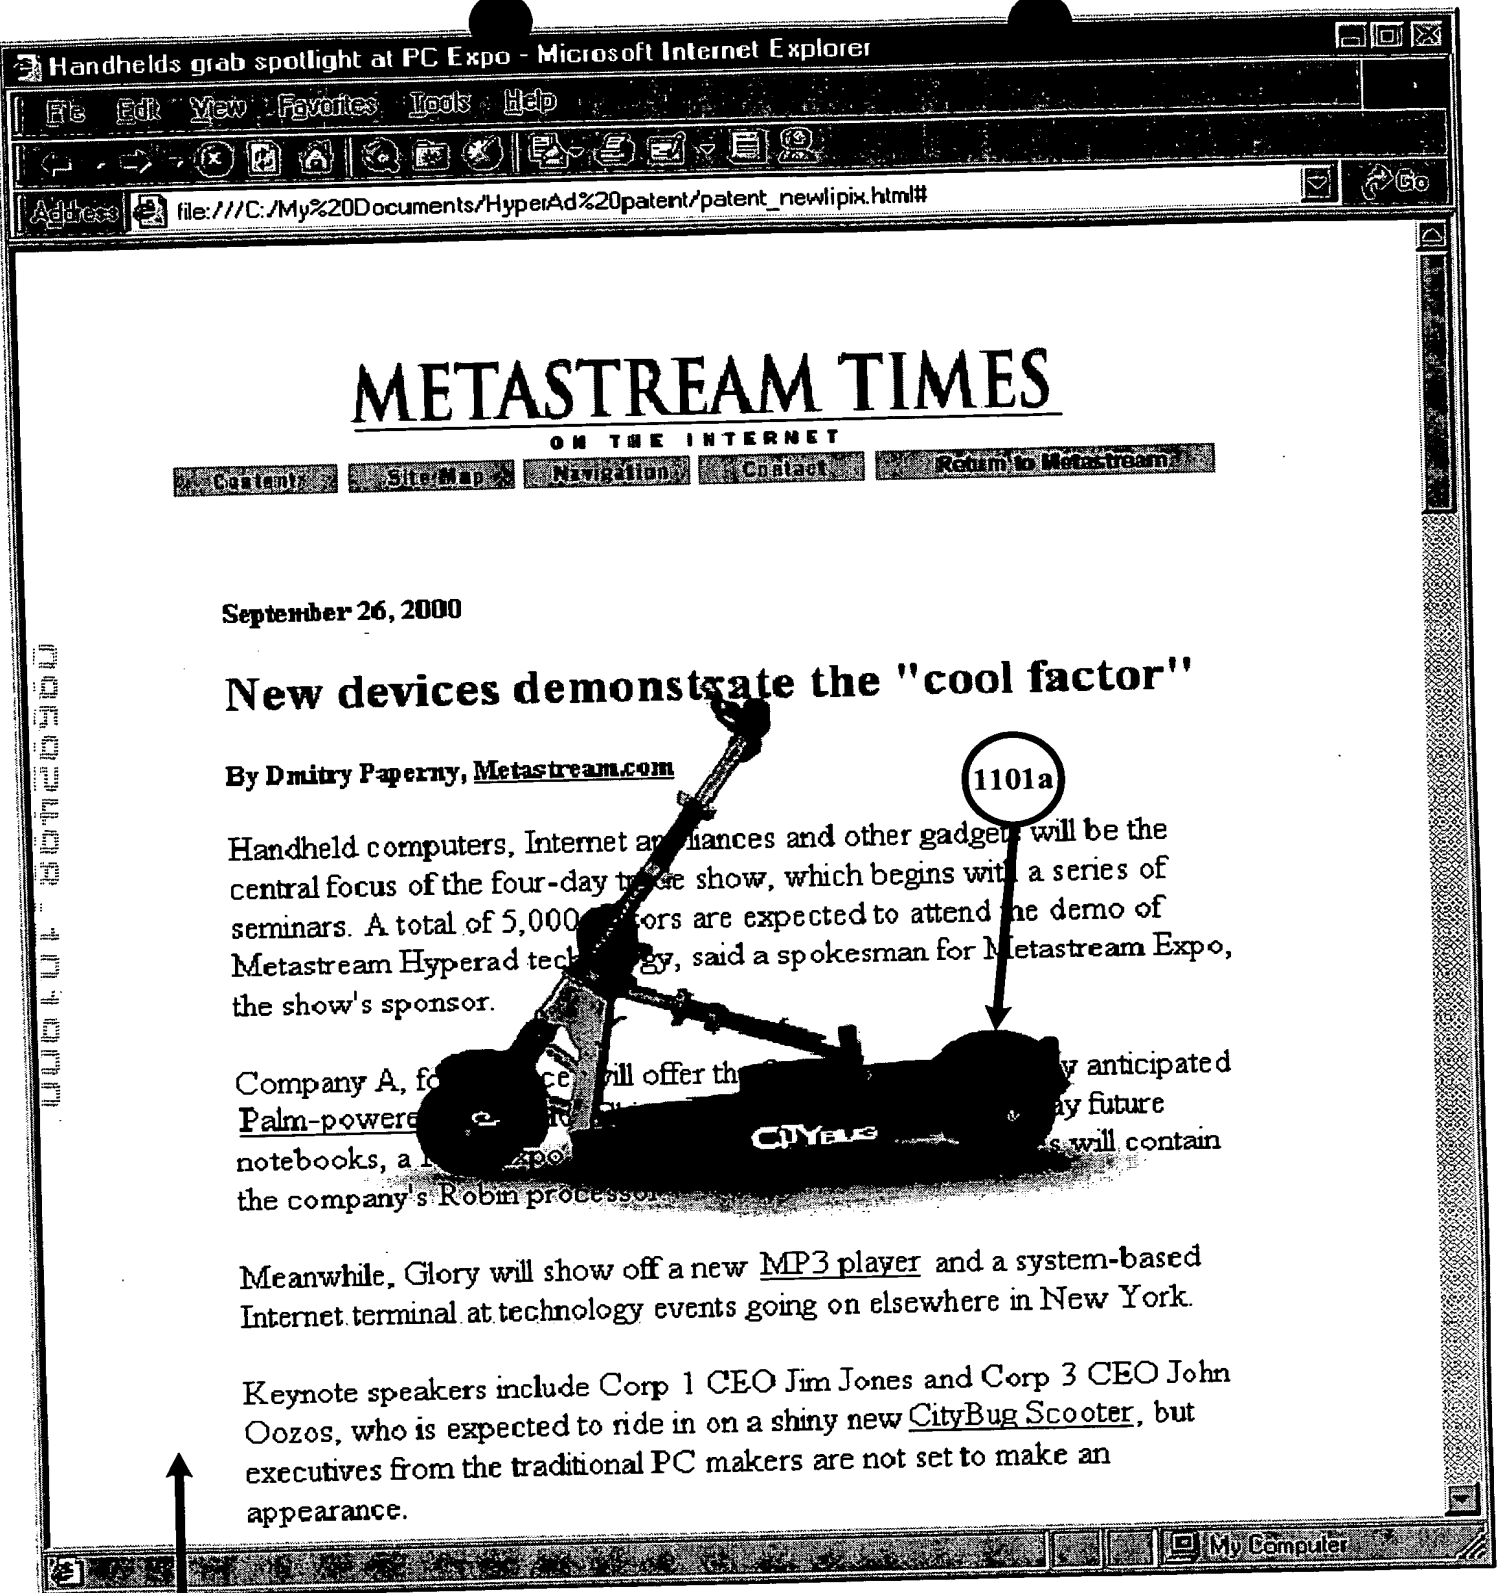 Handhelds grab spotlight at PC Expo - Microsoft Internet Explorer
File Edit View Favorites Tools Help
Address file:///C:/My%20Documents/HyperAd%20patent/patent_newlipix.html# Go
METASTREAM TIMES
ON THE INTERNET
Content Site Map Navigation Contact Return to Metastream
September 26, 2000
New devices demonstrate the "cool factor"
By Dmitry Paperny, Metastream.com
1101a
Handheld computers, Internet appliances and other gadgets will be the
central focus of the four-day trade show, which begins with a series of
seminars. A total of 5,000 ors are expected to attend the demo of
Metastream Hyperad tech gy, said a spokesman for Metastream Expo,
the show's sponsor.
Company A, fo ce will offer th y anticipated
Palm-powere ay future
notebooks, a s will contain
the company's Robin processor
CITYBUG
Meanwhile, Glory will show off a new MP3 player and a system-based
Internet terminal at technology events going on elsewhere in New York.
Keynote speakers include Corp 1 CEO Jim Jones and Corp 3 CEO John
Oozos, who is expected to ride in on a shiny new CityBug Scooter, but
executives from the traditional PC makers are not set to make an
appearance.
My Computer